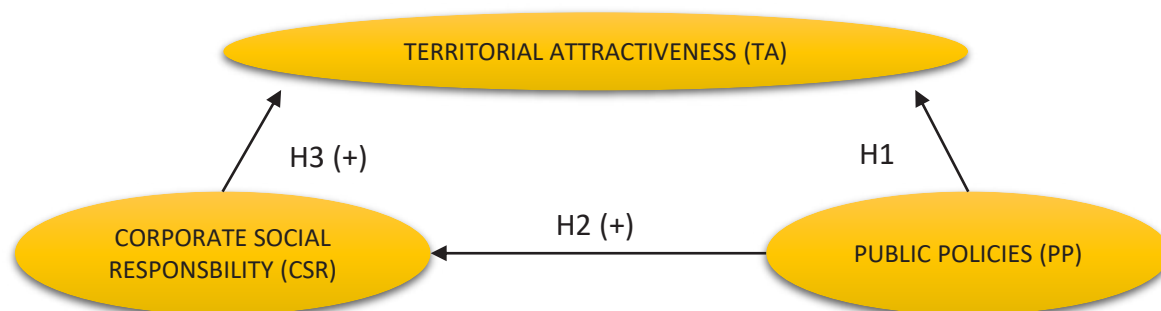 TERRITORIAL ATTRACTIVENESS (TA)
H3 (+)
H1
H2 (+)
CORPORATE SOCIAL
RESPONSBILITY (CSR)
PUBLIC POLICIES (PP)